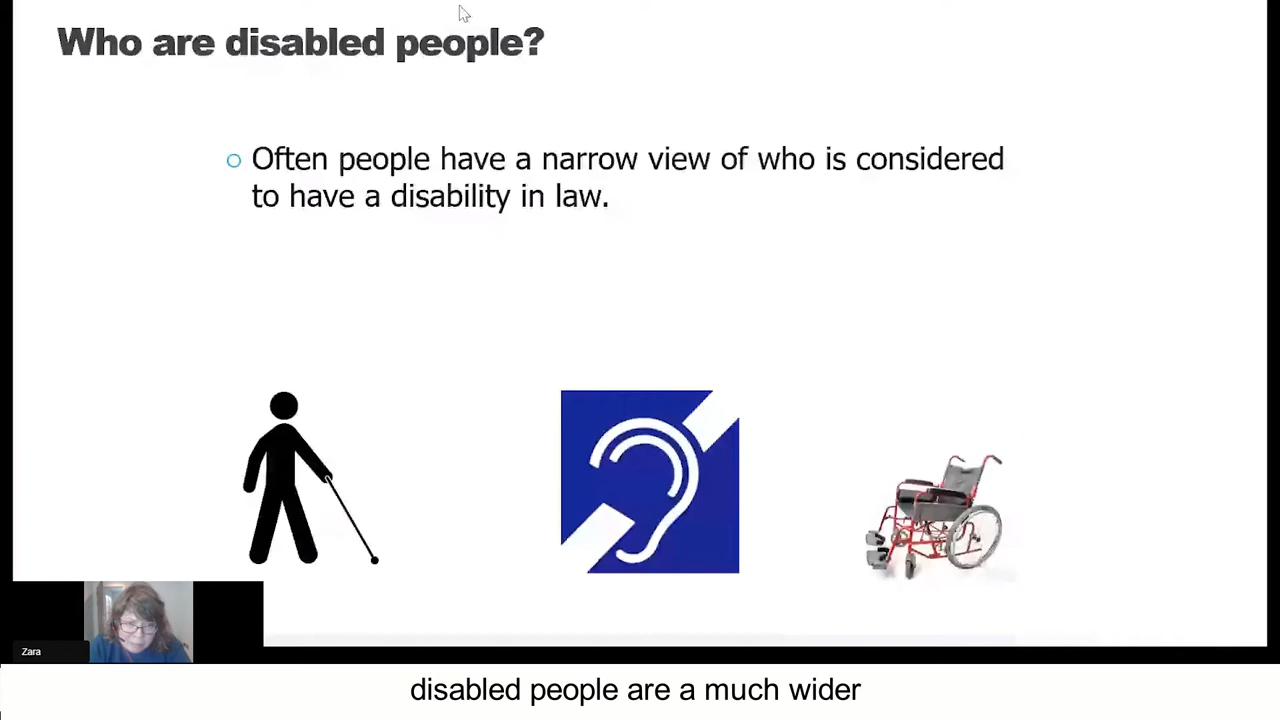 Who are disabled people?
Often people have a narrow view of who is considered
to have a disability in law.
Zara
disabled people are a much wider